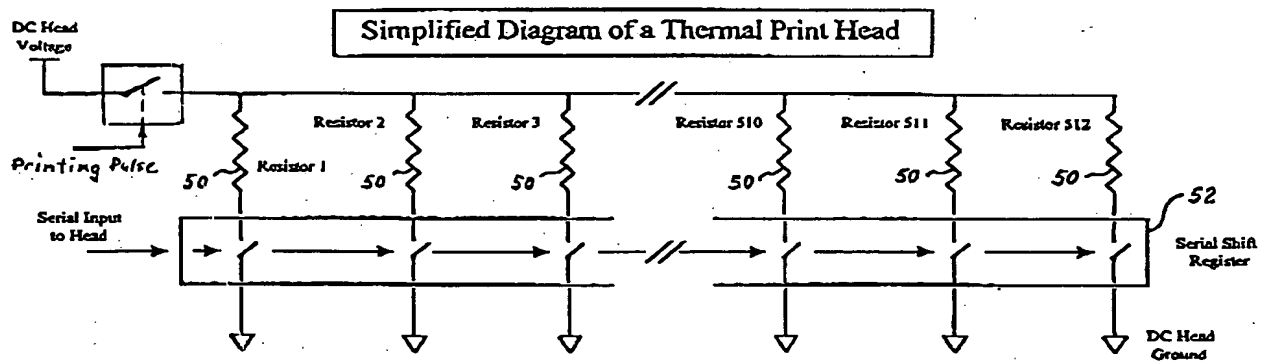 Simplified Diagram of a Thermal Print Head
DC Head
Voltage
Printing Pulse
Resistor 1
Resistor 2
Resistor 3
Resistor 510
Resistor 511
Resistor 512
50
50
50
50
50
50
52
Serial Input
to Head
Serial Shift
Register
DC Head
Ground